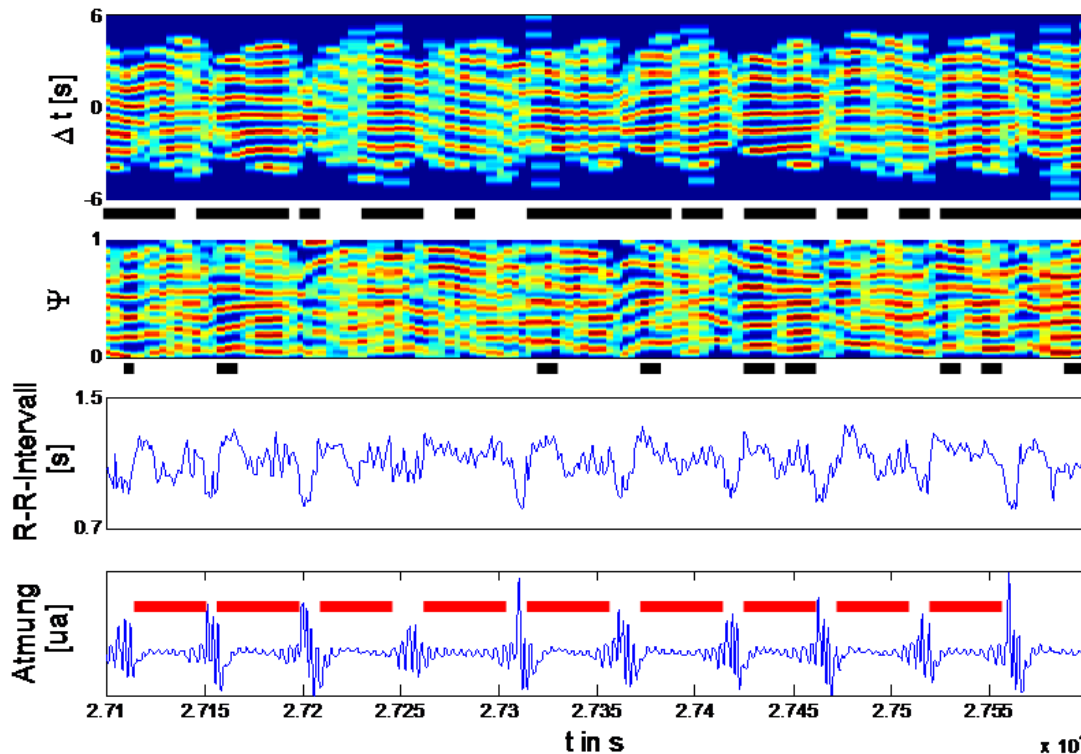 6
0
-6
Δ t [s]
1
0
Ψ
1.5
0.7
R-R-Intervall
[s]
Atmung
[ua]
2.71 2.715 2.72 2.725 2.73 2.735 2.74 2.745 2.75 2.755
t in s
x 10